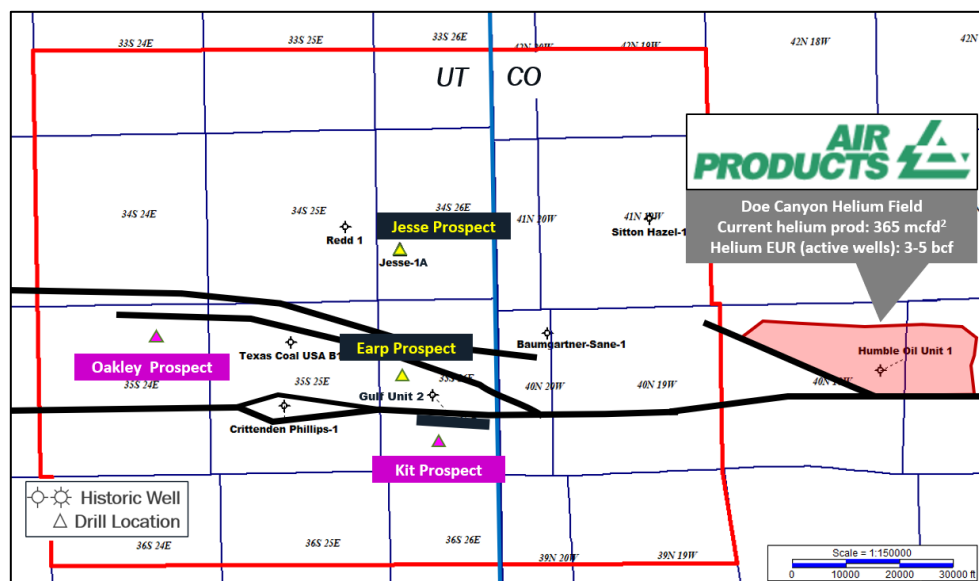 33S 24E
33S 25E
33S 26E
42N 20W
42N 19W
42N 18W
42N
UT
CO
AIR
PRODUCTS
Doe Canyon Helium Field
Current helium prod: 365 mcfd²
Helium EUR (active wells): 3-5 bcf
34S 24E
34S 25E
34S 26E
41N 20W
41N 19W
Redd 1
Jesse Prospect
Jesse-1A
Sitton Hazel-1
Oakley Prospect
Texas Coal USA B1
Earp Prospect
Baumgartner-Sane-1
Humble Oil Unit 1
35S 24E
35S 25E
40N 20W
40N 19W
Gulf Unit 2
Crittenden Phillips-1
Kit Prospect
Historic Well
Drill Location
36S 24E
36S 25E
36S 26E
39N 20W
39N 19W
Scale = 1:150000
0 10000 20000 30000 ft